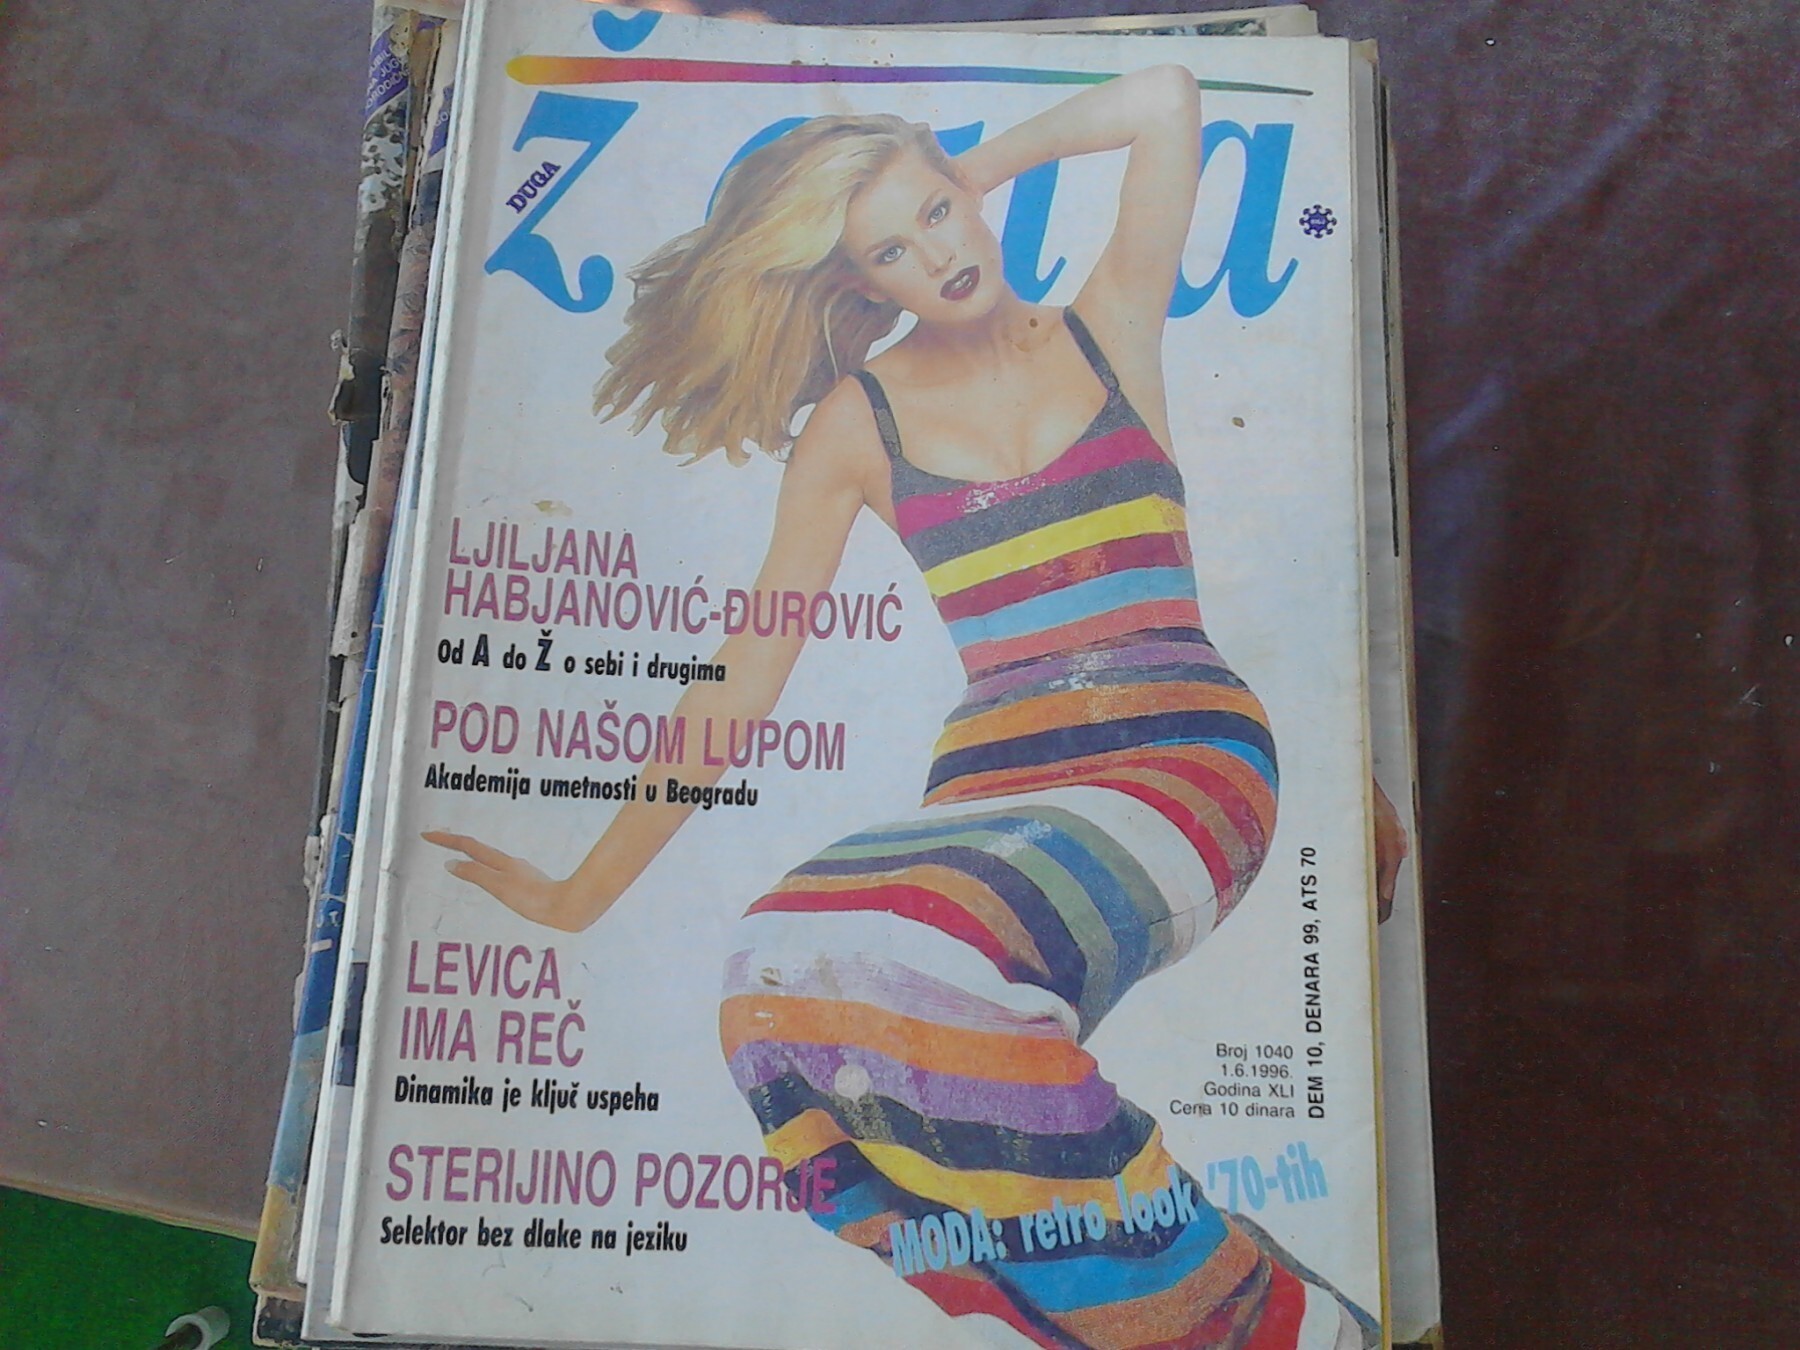 žena
DUGA
LJILJANA
HABJANOVIĆ-ĐUROVIĆ
Od A do Ž o sebi i drugima
POD NAŠOM LUPOM
Akademija umetnosti u Beogradu
LEVICA
IMA REČ
Dinamika je ključ uspeha
STERIJINO POZORJE
Selektor bez dlake na jeziku
Broj 1040
1.6.1996.
Godina XLI
Cena 10 dinara
DEM 10, DENARA 99, ATS 70
MODA: retro look '70-tih